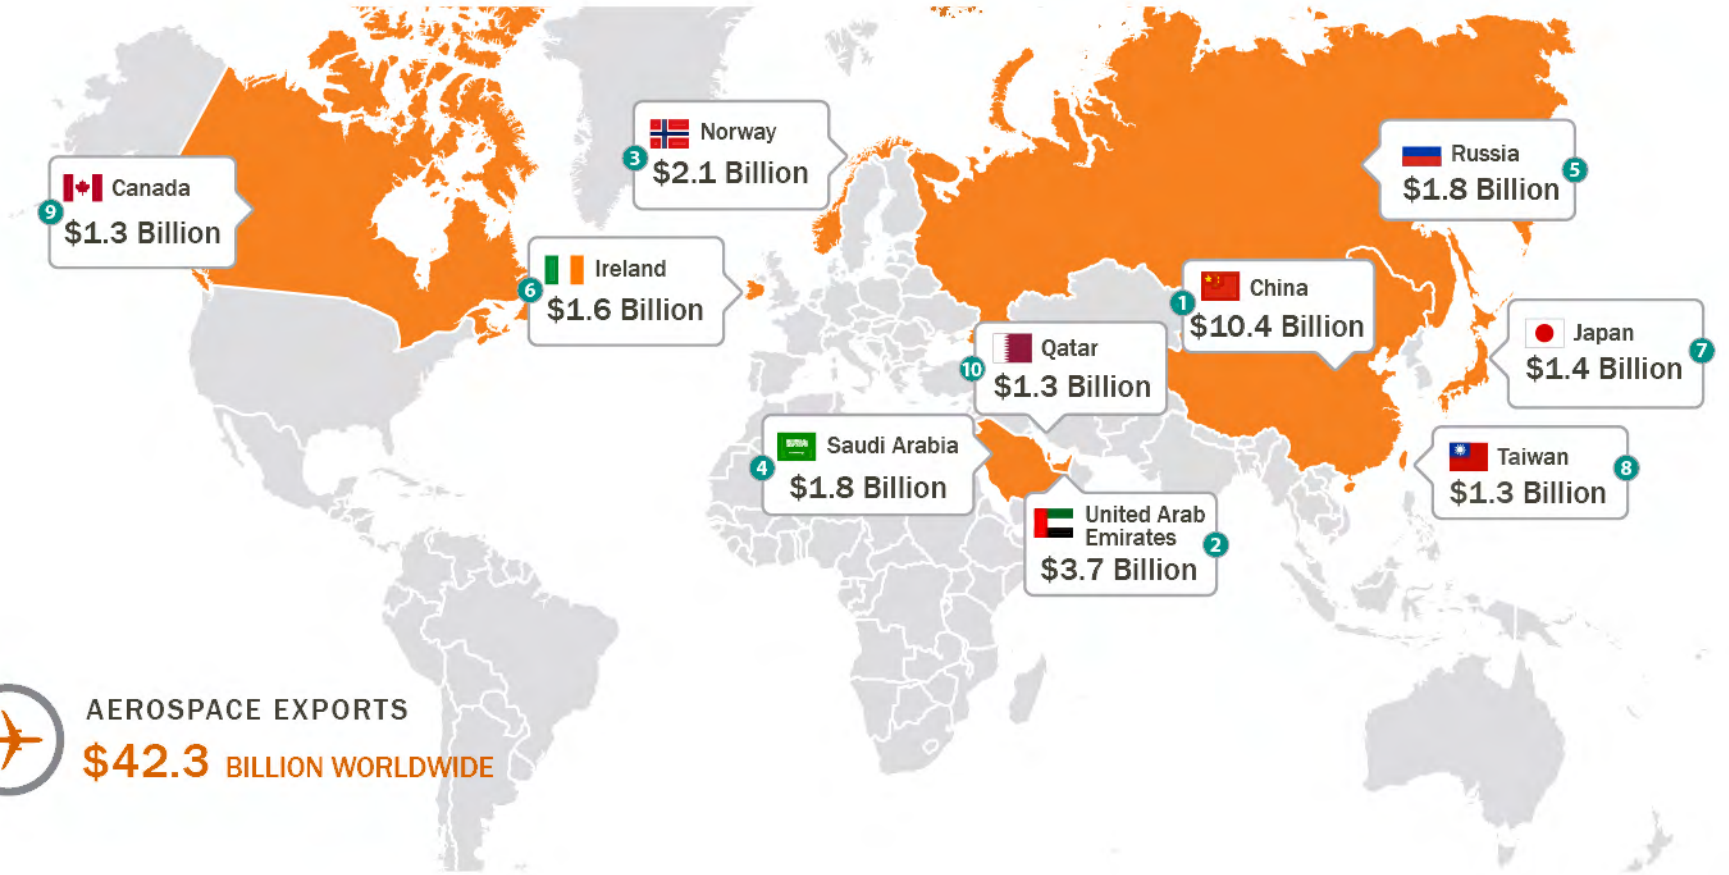 Norway
3
$2.1 Billion
Russia
5
$1.8 Billion
Canada
9
$1.3 Billion
Ireland
6
$1.6 Billion
China
1
$10.4 Billion
Qatar
10
$1.3 Billion
Japan
7
$1.4 Billion
Saudi Arabia
4
$1.8 Billion
Taiwan
8
$1.3 Billion
United Arab
Emirates
2
$3.7 Billion
AEROSPACE EXPORTS
$42.3 BILLION WORLDWIDE